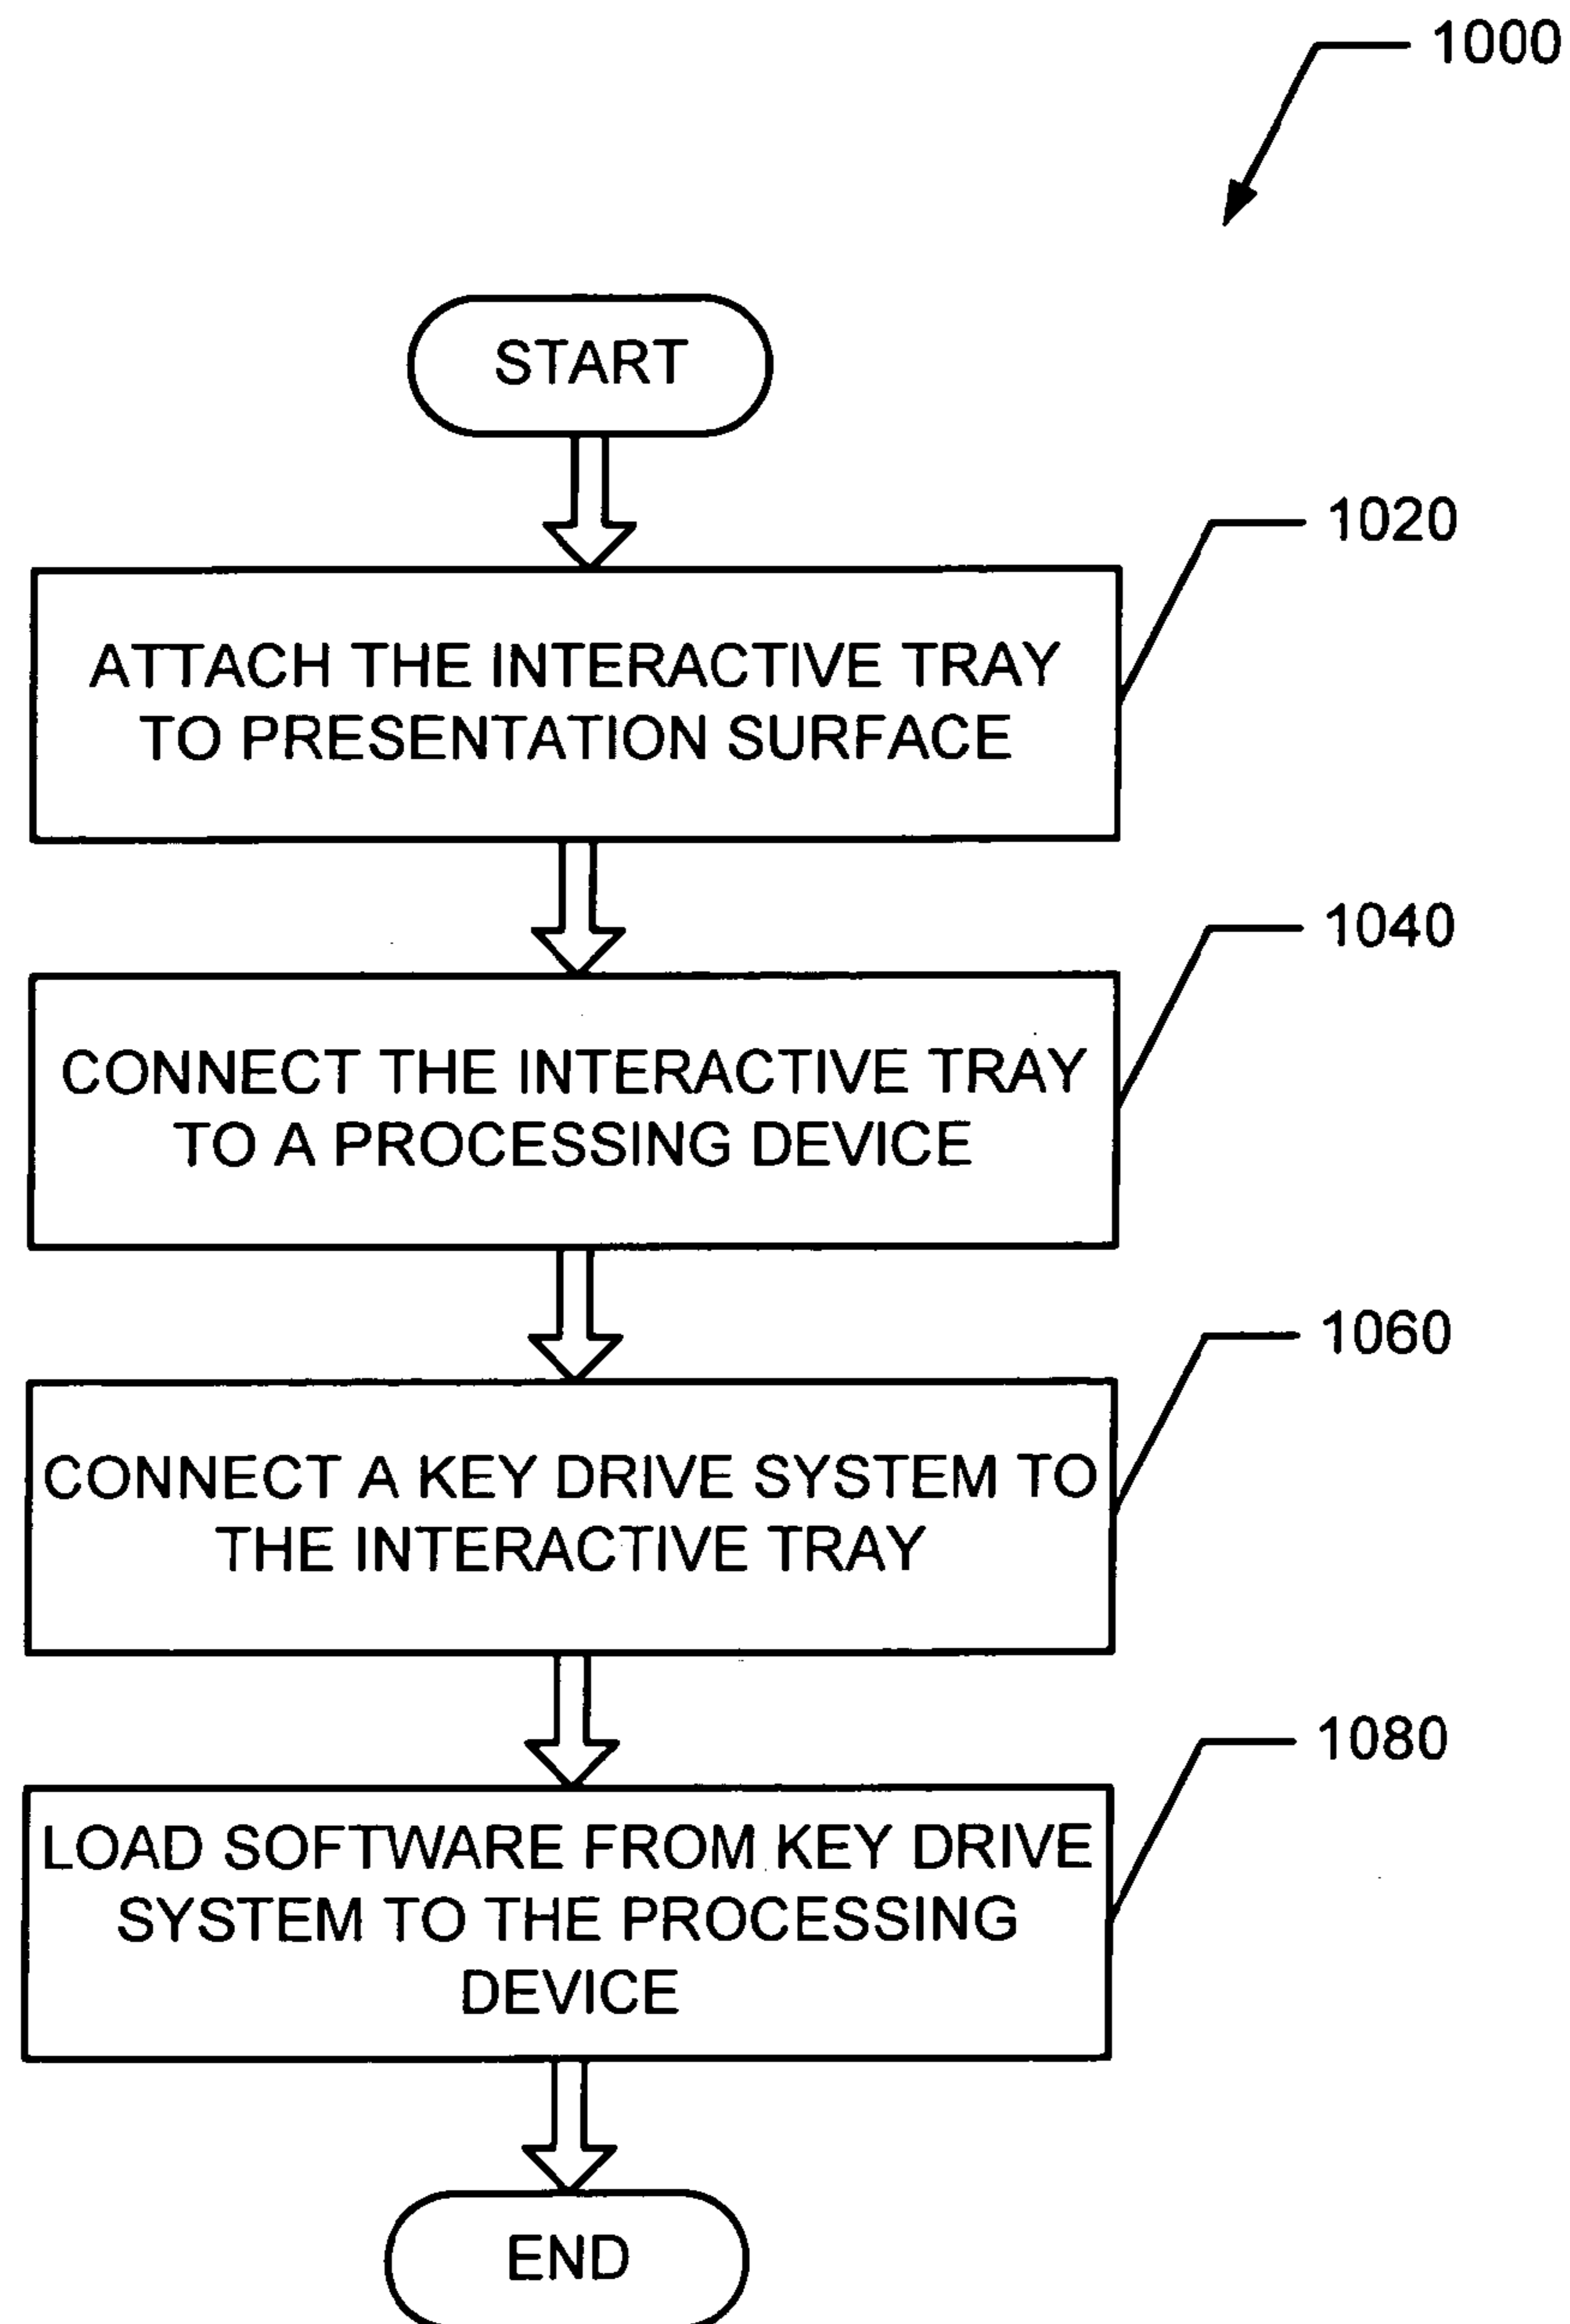 1000
START
1020
ATTACH THE INTERACTIVE TRAY
TO PRESENTATION SURFACE
1040
CONNECT THE INTERACTIVE TRAY
TO A PROCESSING DEVICE
1060
CONNECT A KEY DRIVE SYSTEM TO
THE INTERACTIVE TRAY
1080
LOAD SOFTWARE FROM KEY DRIVE
SYSTEM TO THE PROCESSING
DEVICE
END